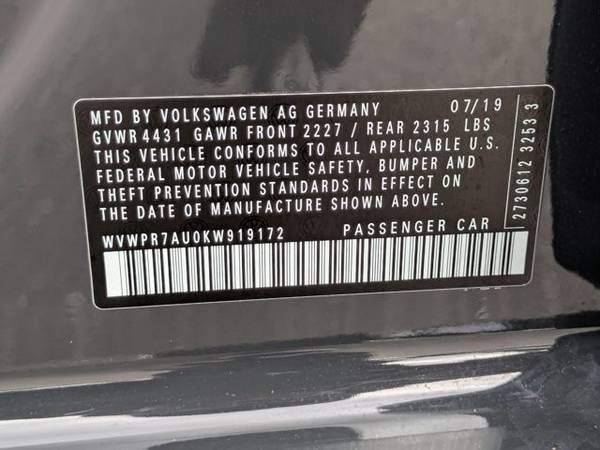 MFD BY VOLKSWAGEN AG GERMANY 07/19
GVWR 4431 GAWR FRONT 2227 / REAR 2315 LBS
THIS VEHICLE CONFORMS TO ALL APPLICABLE U.S.
FEDERAL MOTOR VEHICLE SAFETY, BUMPER AND
THEFT PREVENTION STANDARDS IN EFFECT ON
THE DATE OF MANUFACTURE SHOWN ABOVE.
WVWPR7AU0KW919172 PASSENGER CAR
2730612 3253 3